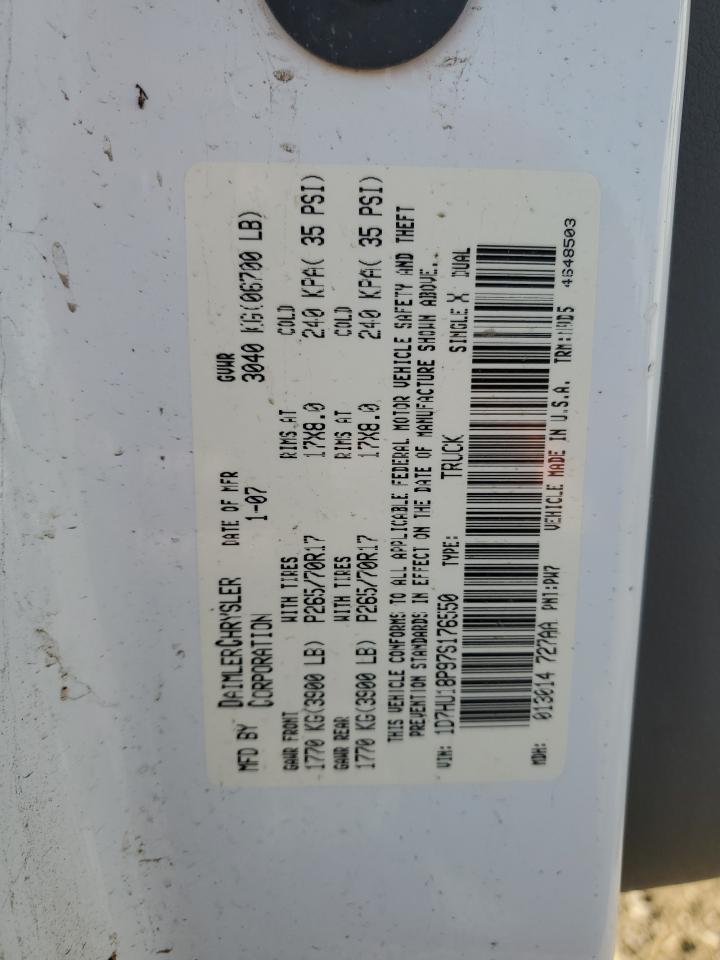 MFD BY DAIMLERCHRYSLER CORPORATION DATE OF MFR 1-07 GVWR 3040 KG(06700 LB)
GAWR FRONT WITH TIRES RIMS AT COLD
1770 KG(3900 LB) P265/70R17 17X8.0 240 KPA( 35 PSI)
GAWR REAR WITH TIRES RIMS AT COLD
1770 KG(3900 LB) P265/70R17 17X8.0 240 KPA( 35 PSI)
THIS VEHICLE CONFORMS TO ALL APPLICABLE FEDERAL MOTOR VEHICLE SAFETY AND THEFT
PREVENTION STANDARDS IN EFFECT ON THE DATE OF MANUFACTURE SHOWN ABOVE..
VIN: 1D7HU18P97S176550 TYPE: TRUCK SINGLE X DUAL
MDH: 013014 727AA PNT:PW7 VEHICLE MADE IN U.S.A. TRM: 4648503